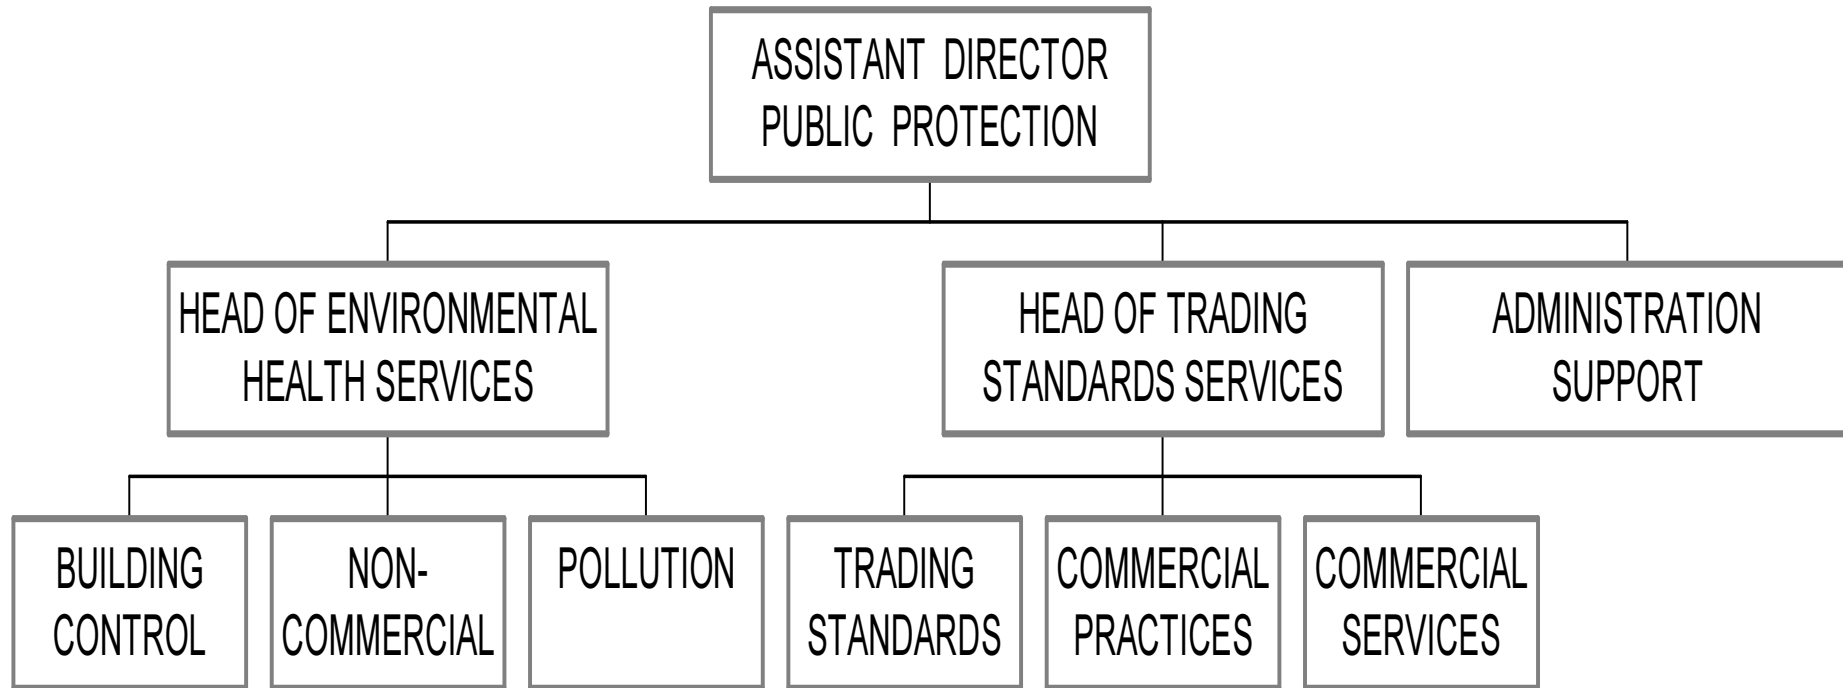 ASSISTANT DIRECTOR
PUBLIC PROTECTION
HEAD OF ENVIRONMENTAL
HEALTH SERVICES
HEAD OF TRADING
STANDARDS SERVICES
ADMINISTRATION
SUPPORT
BUILDING
CONTROL
NON-
COMMERCIAL
POLLUTION
TRADING
STANDARDS
COMMERCIAL
PRACTICES
COMMERCIAL
SERVICES